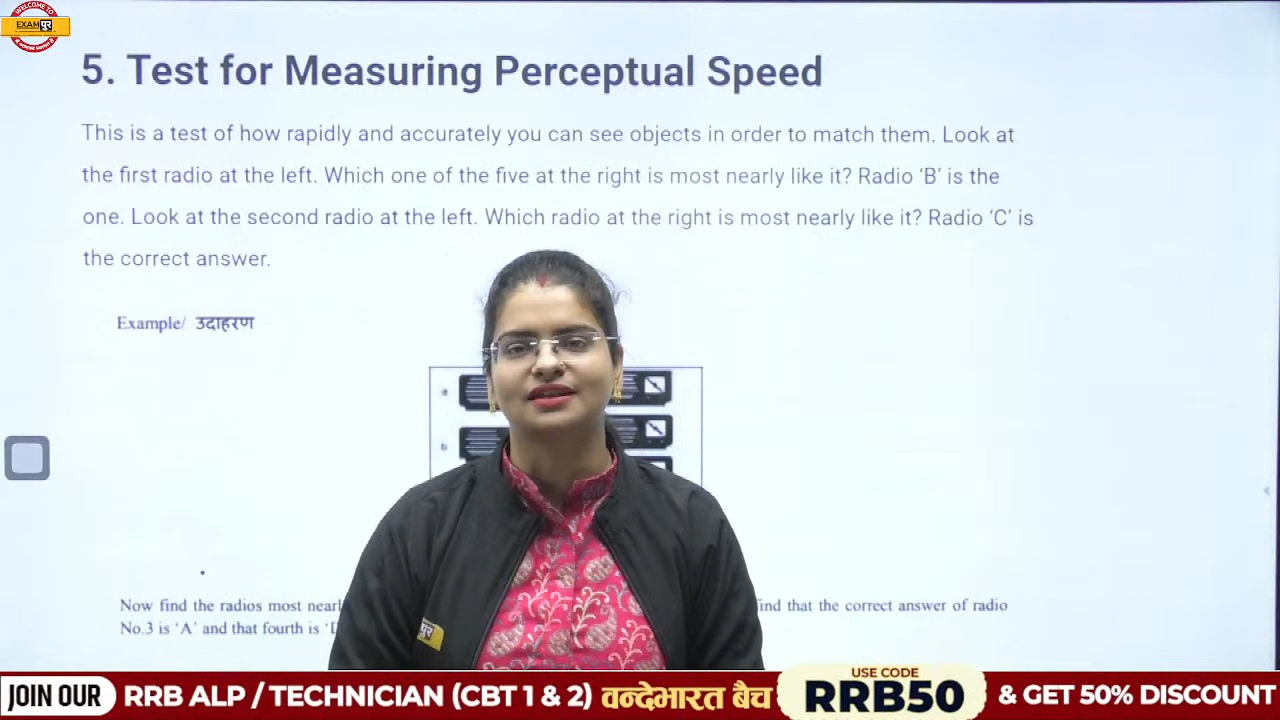 WELCOME TO
EXAMपुर
5. Test for Measuring Perceptual Speed
This is a test of how rapidly and accurately you can see objects in order to match them. Look at
the first radio at the left. Which one of the five at the right is most nearly like it? Radio ‘B’ is the
one. Look at the second radio at the left. Which radio at the right is most nearly like it? Radio ‘C’ is
the correct answer.
Example/ उदाहरण
a
b
Now find the radios most nearl
ind that the correct answer of radio
No.3 is ‘A’ and that fourth is
पुर
JOIN OUR RRB ALP / TECHNICIAN (CBT 1 & 2) वन्देभारत बैच
USE CODE
RRB50
& GET 50% DISCOUNT